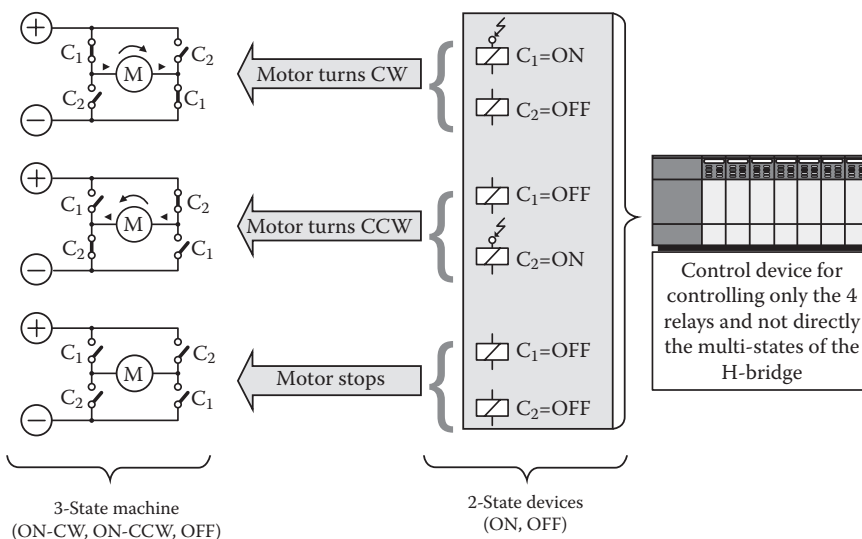 +
C₁
C₂
M
C₂
C₁
−
Motor turns CW
C₁=ON
C₂=OFF
+
C₁
C₂
M
C₂
C₁
−
Motor turns CCW
C₁=OFF
C₂=ON
+
C₁
C₂
M
C₂
C₁
−
Motor stops
C₁=OFF
C₂=OFF
Control device for
controlling only the 4
relays and not directly
the multi-states of the
H-bridge
3-State machine
(ON-CW, ON-CCW, OFF)
2-State devices
(ON, OFF)